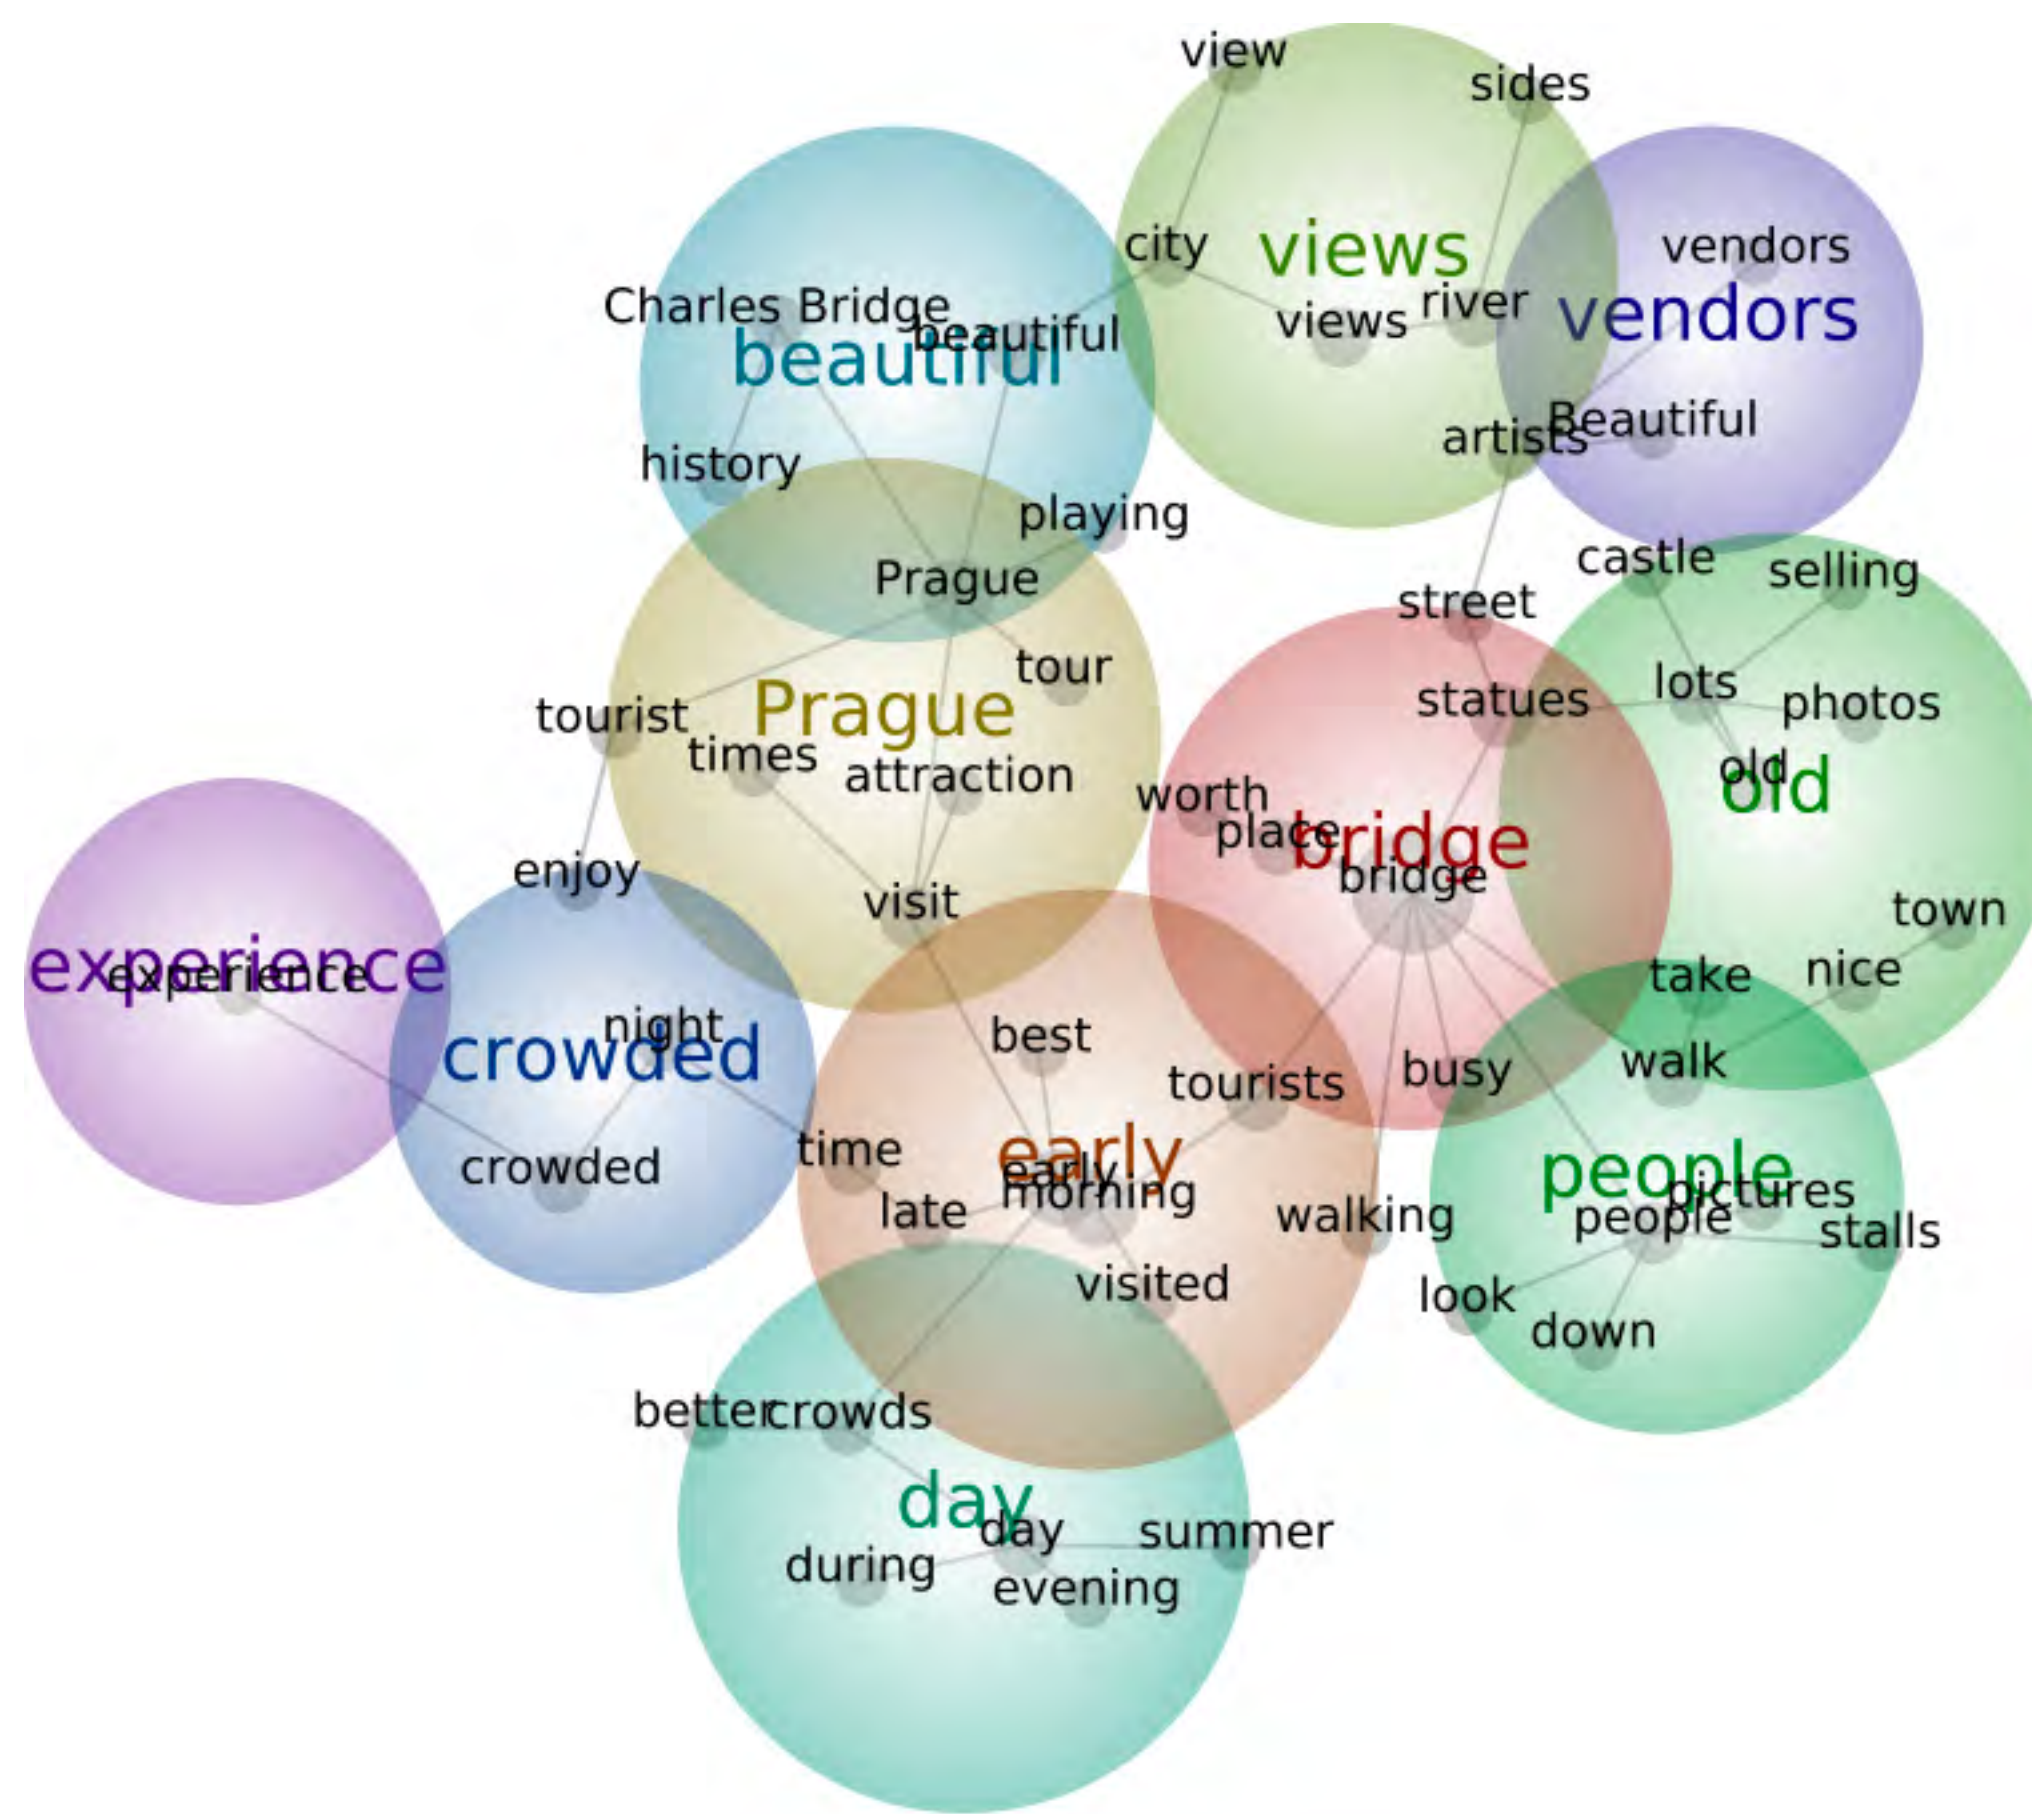 view
sides
city
views
vendors
Charles Bridge
beautiful
beautiful
views
river
vendors
history
artists
Beautiful
playing
Prague
castle
selling
street
tour
tourist
Prague
statues
lots
photos
times
attraction
old
old
worth
place
bridge
bridge
enjoy
visit
town
experience
experience
take
nice
night
crowded
best
tourists
busy
walk
crowded
time
early
early
morning
late
people
pictures
people
stalls
walking
visited
look
down
better
crowds
day
day
summer
during
evening